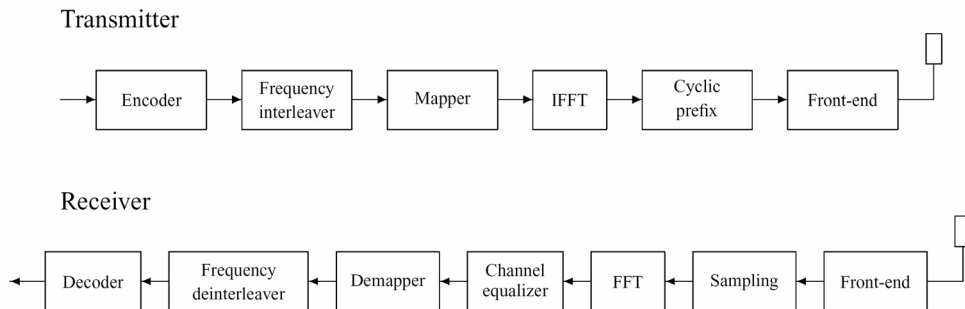 Transmitter
Encoder
Frequency
interleaver
Mapper
IFFT
Cyclic
prefix
Front-end
Receiver
Decoder
Frequency
deinterleaver
Demapper
Channel
equalizer
FFT
Sampling
Front-end